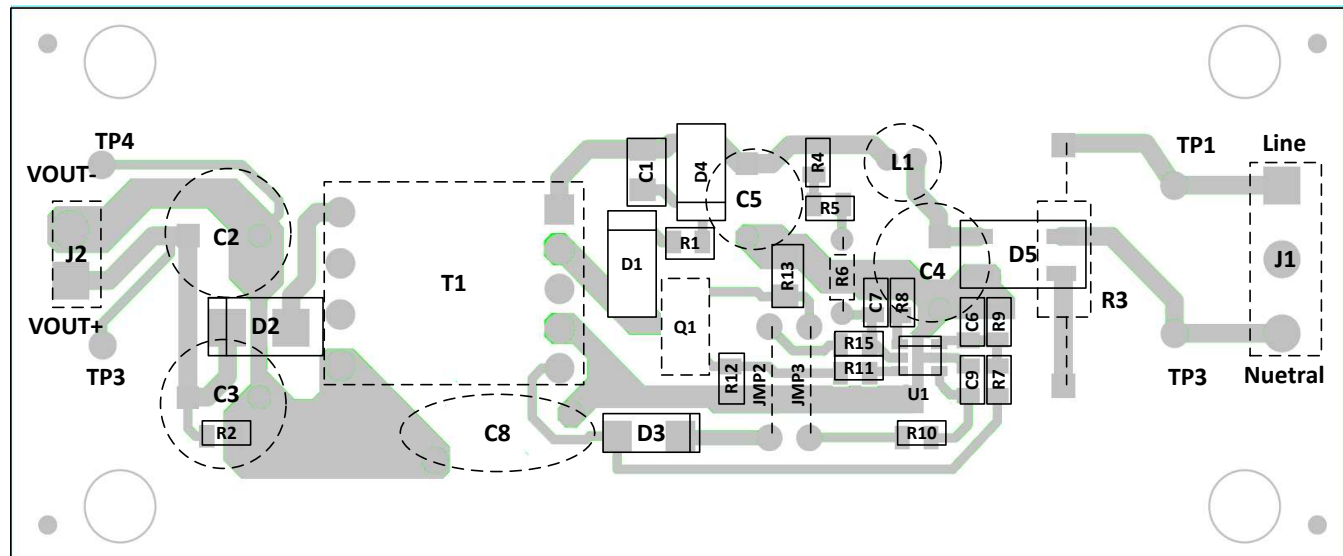 TP4
VOUT-
J2
VOUT+
TP3
C2
D2
C3
R2
T1
C8
C1
D4
D1
R1
Q1
R12
D3
C5
R4
R5
R13
R6
JMP2
JMP3
L1
C4
C7
R8
R15
R11
U1
R10
C6
R9
C9
R7
D5
R3
TP1
Line
J1
TP3
Nuetral